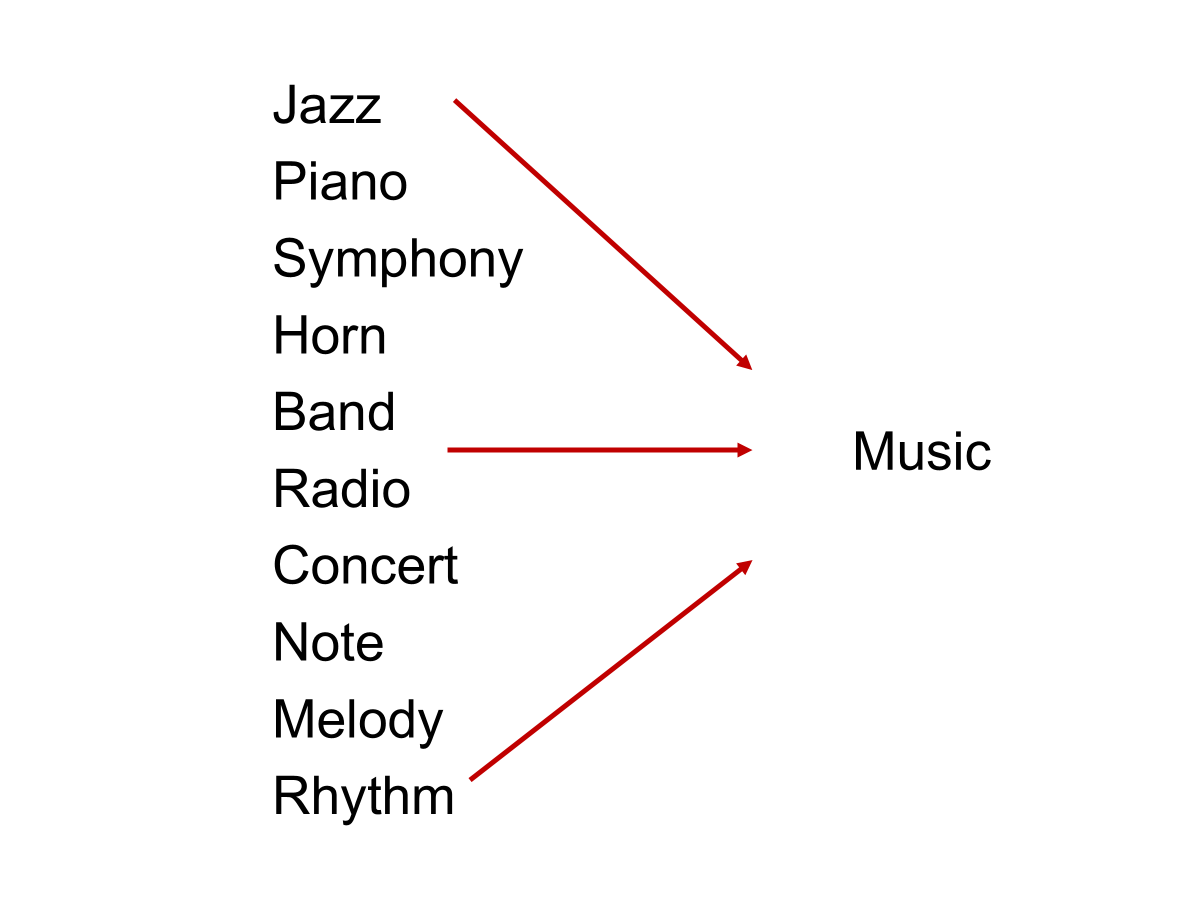 Jazz
Piano
Symphony
Horn
Band
Radio
Concert
Note
Melody
Rhythm
Music